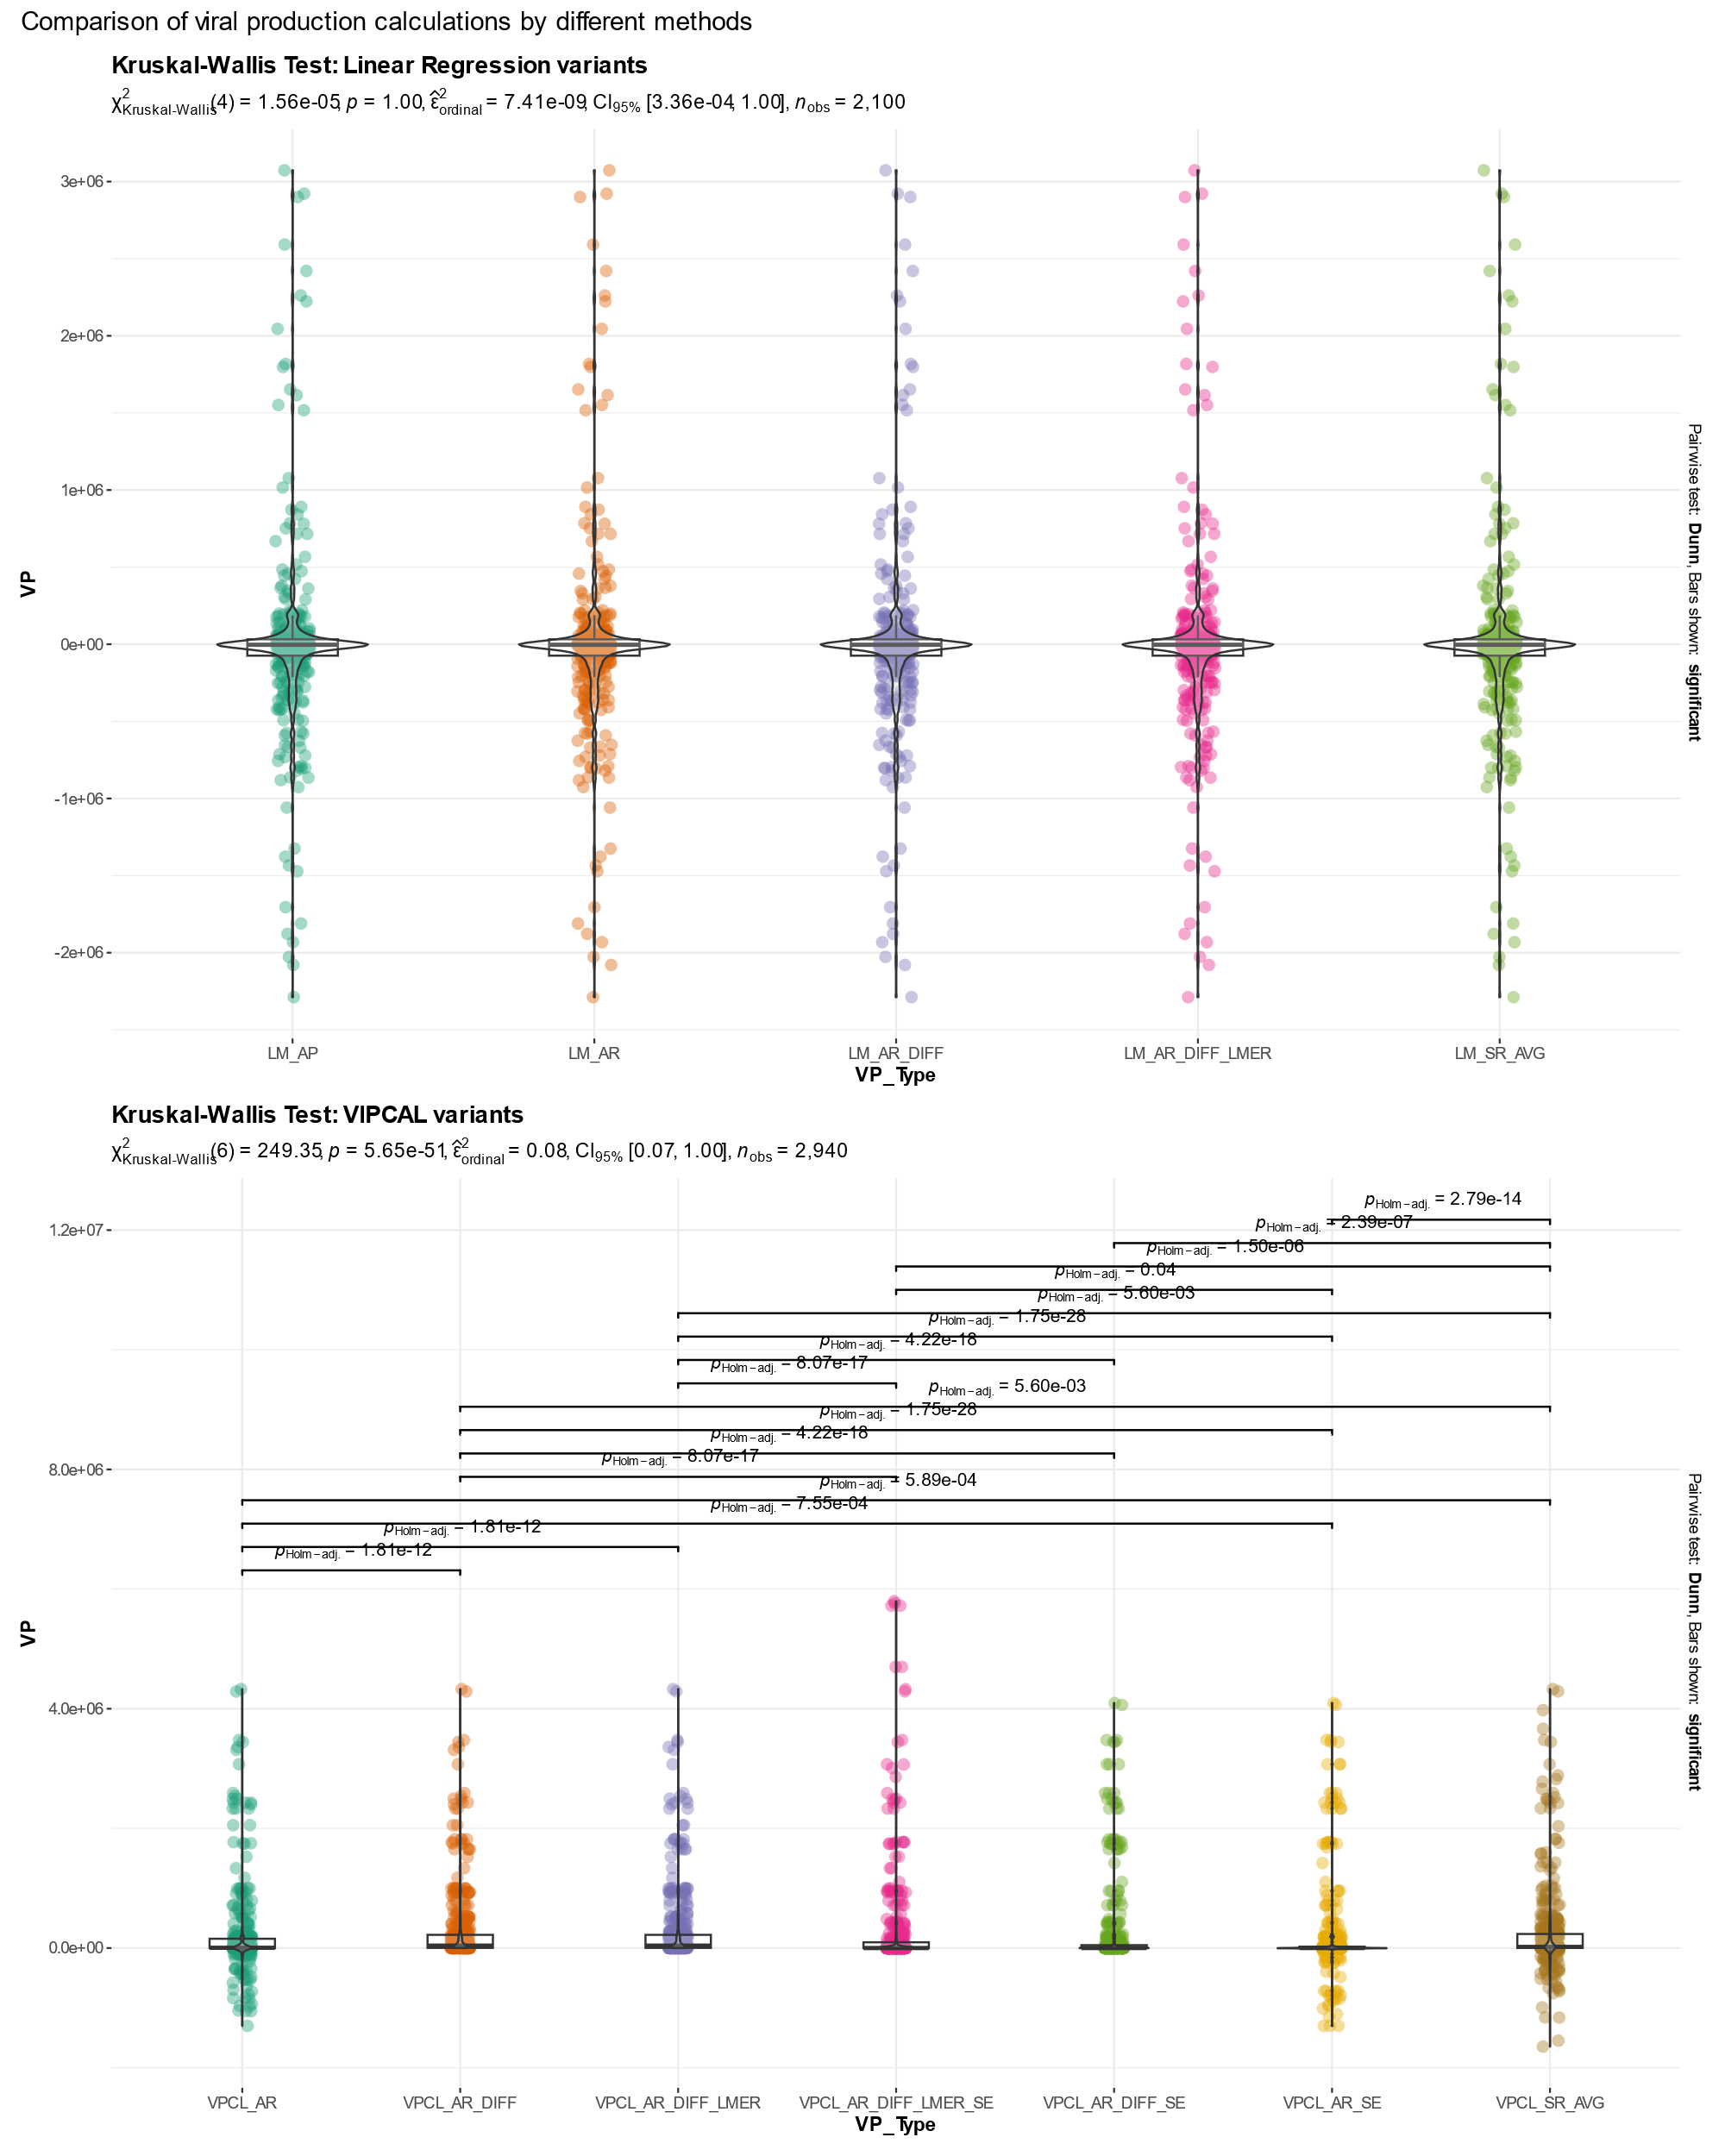 Comparison of viral production calculations by different methods
Kruskal-Wallis Test: Linear Regression variants
χ²Kruskal-Wallis(4) = 1.56e-05, p = 1.00, ε̂²ordinal = 7.41e-09, CI95% [3.36e-04, 1.00], nobs = 2,100
3e+06
2e+06
1e+06
0e+00
-1e+06
-2e+06
VP
LM_AP
LM_AR
LM_AR_DIFF
LM_AR_DIFF_LMER
LM_SR_AVG
VP_Type
Pairwise test: Dunn, Bars shown: significant
Kruskal-Wallis Test: VIPCAL variants
χ²Kruskal-Wallis(6) = 249.35, p = 5.65e-51, ε̂²ordinal = 0.08, CI95% [0.07, 1.00], nobs = 2,940
pHolm-adj. = 2.79e-14
pHolm-adj. = 2.39e-07
pHolm-adj. = 1.50e-06
pHolm-adj. = 0.04
pHolm-adj. = 5.60e-03
pHolm-adj. = 1.75e-28
pHolm-adj. = 4.22e-18
pHolm-adj. = 8.07e-17
pHolm-adj. = 5.60e-03
pHolm-adj. = 1.75e-28
pHolm-adj. = 4.22e-18
pHolm-adj. = 8.07e-17
pHolm-adj. = 5.89e-04
pHolm-adj. = 7.55e-04
pHolm-adj. = 1.81e-12
pHolm-adj. = 1.81e-12
1.2e+07
8.0e+06
4.0e+06
0.0e+00
VP
VPCL_AR
VPCL_AR_DIFF
VPCL_AR_DIFF_LMER
VPCL_AR_DIFF_LMER_SE
VPCL_AR_DIFF_SE
VPCL_AR_SE
VPCL_SR_AVG
VP_Type
Pairwise test: Dunn, Bars shown: significant